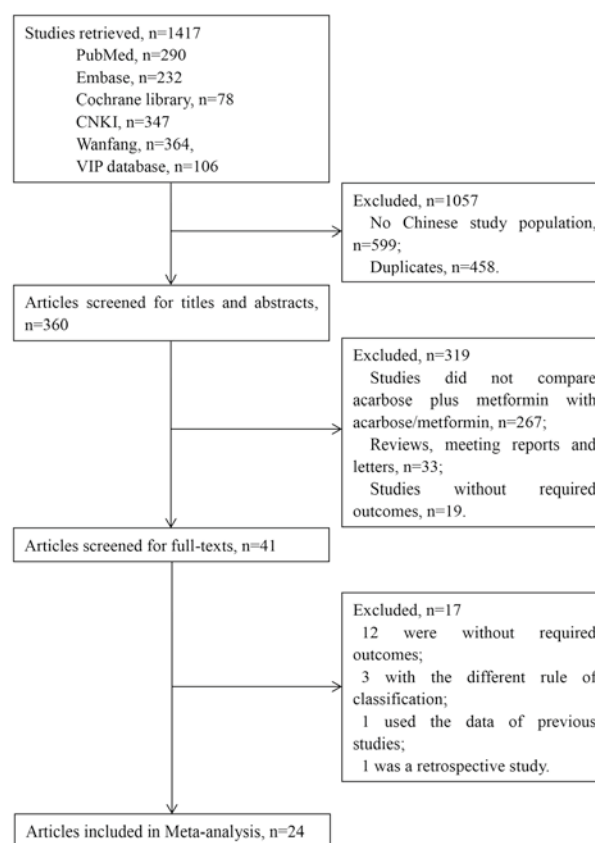 Studies retrieved, n=1417
PubMed, n=290
Embase, n=232
Cochrane library, n=78
CNKI, n=347
Wanfang, n=364,
VIP database, n=106
Excluded, n=1057
No Chinese study population,
n=599;
Duplicates, n=458.
Articles screened for titles and abstracts,
n=360
Excluded, n=319
Studies did not compare
acarbose plus metformin with
acarbose/metformin, n=267;
Reviews, meeting reports and
letters, n=33;
Studies without required
outcomes, n=19.
Articles screened for full-texts, n=41
Excluded, n=17
12 were without required
outcomes;
3 with the different rule of
classification;
1 used the data of previous
studies;
1 was a retrospective study.
Articles included in Meta-analysis, n=24